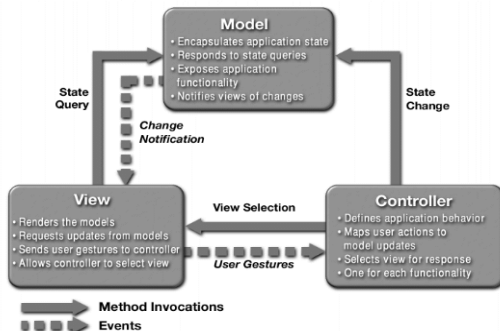 Model
• Encapsulates application state
• Responds to state queries
• Exposes application
functionality
• Notifies views of changes
State
Query
Change
Notification
State
Change
View
• Renders the models
• Requests updates from models
• Sends user gestures to controller
• Allows controller to select view
View Selection
User Gestures
Controller
• Defines application behavior
• Maps user actions to
model updates
• Selects view for response
• One for each functionality
Method Invocations
Events